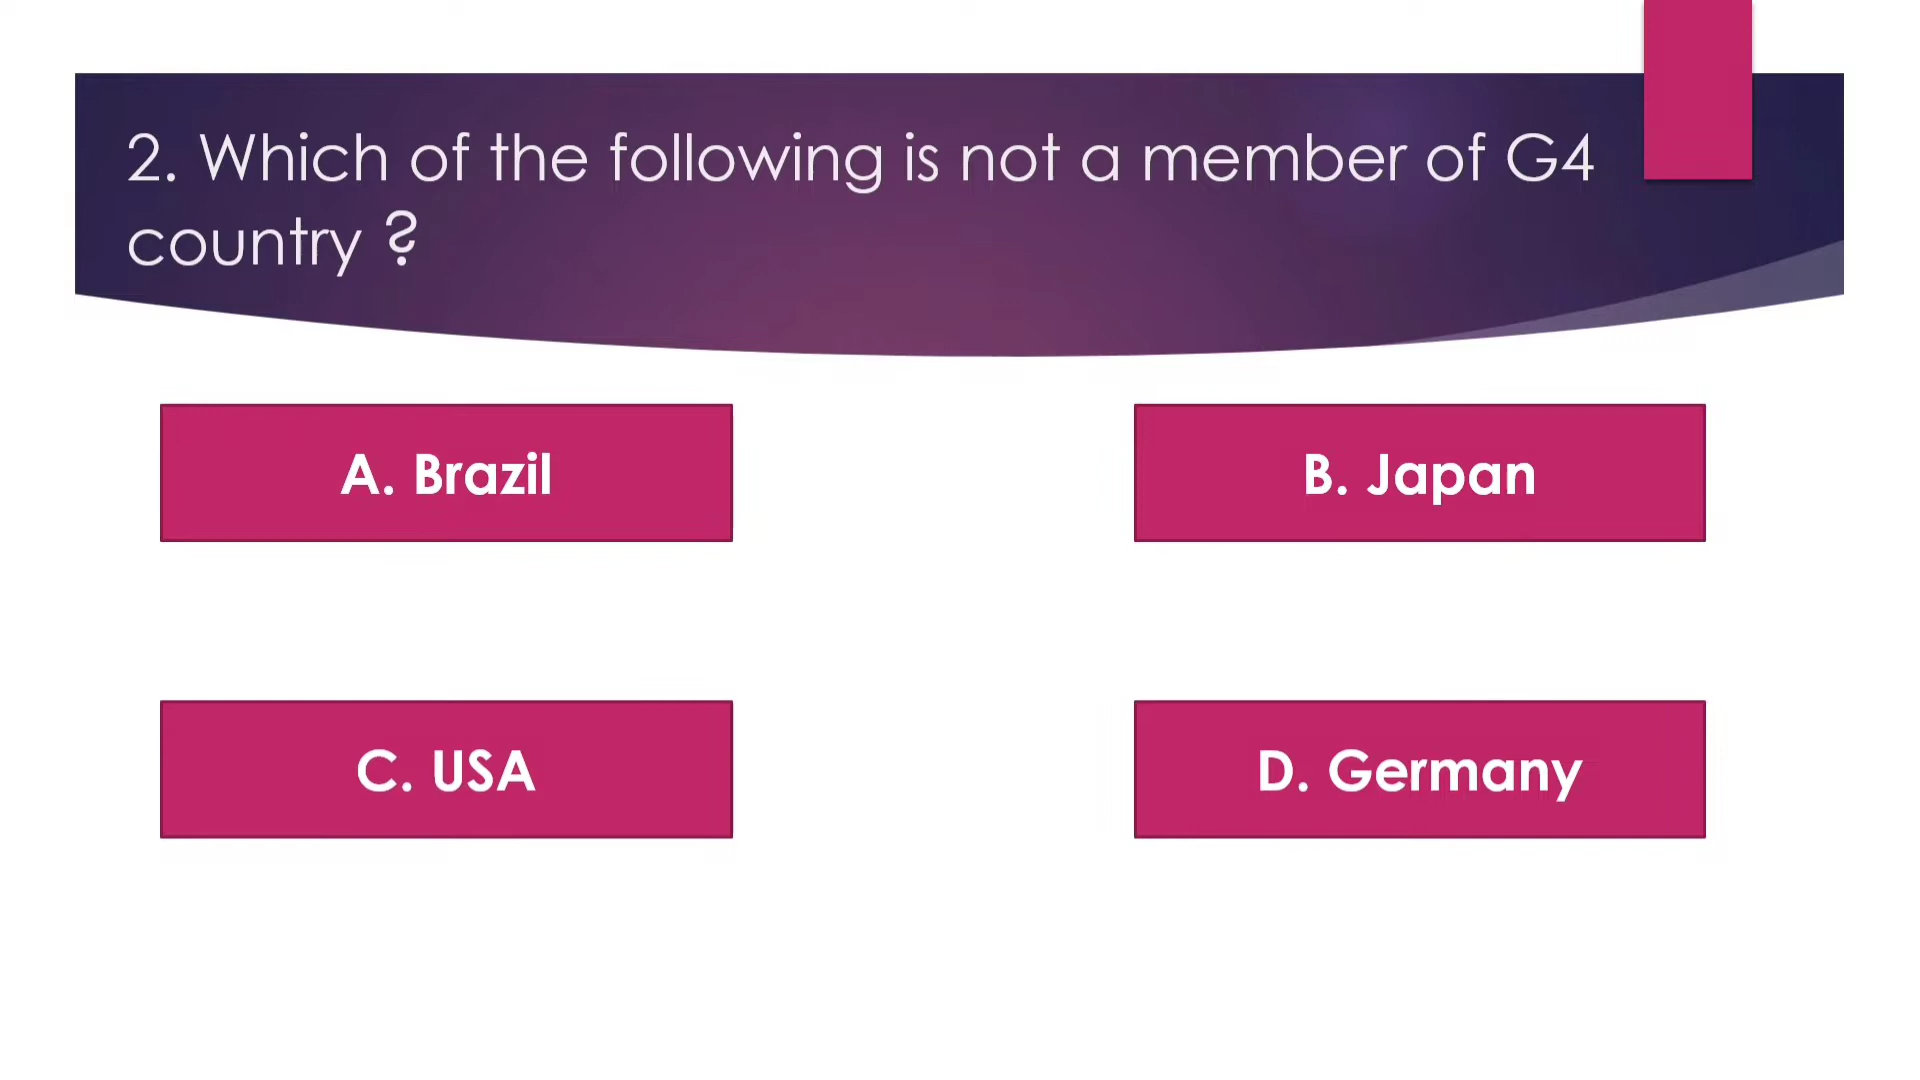 2. Which of the following is not a member of G4
country ?
A. Brazil
B. Japan
C. USA
D. Germany